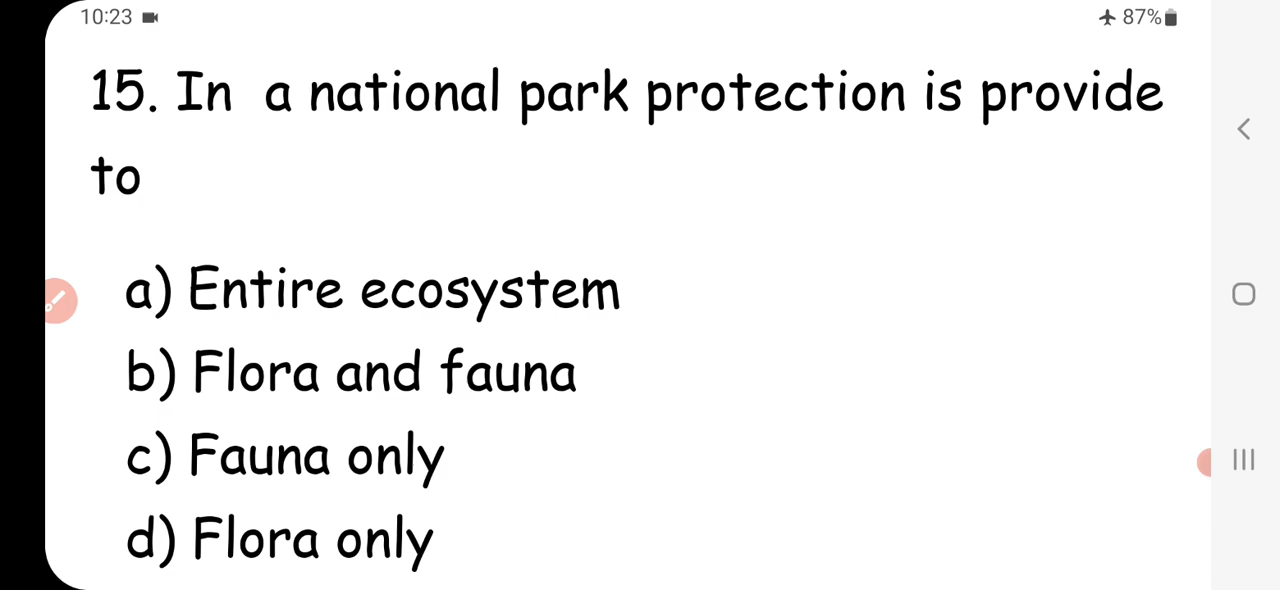 10:23
87%
15. In a national park protection is provide
to
a) Entire ecosystem
b) Flora and fauna
c) Fauna only
d) Flora only